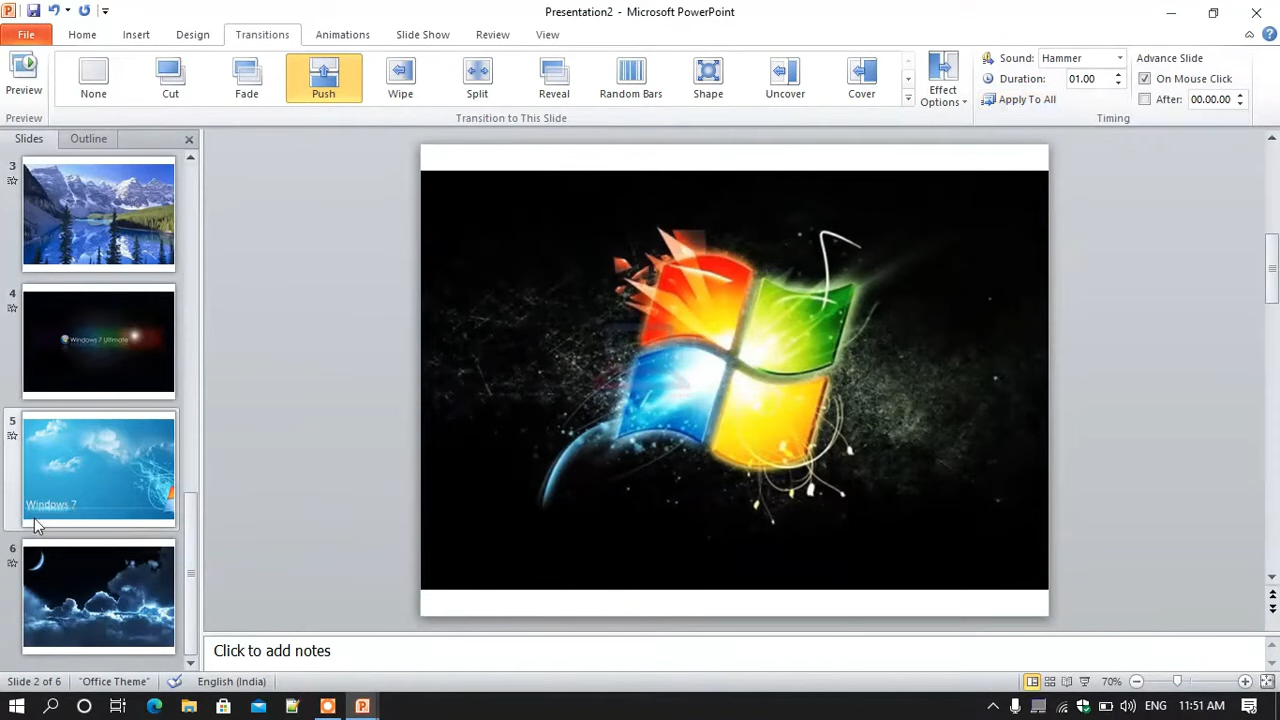 Presentation2 - Microsoft PowerPoint
File Home Insert Design Transitions Animations Slide Show Review View
Preview
None Cut Fade Push Wipe Split Reveal Random Bars Shape Uncover Cover
Effect
Options
Sound: Hammer
Duration: 01.00
Apply To All
Advance Slide
On Mouse Click
After: 00:00.00
Preview Transition to This Slide Timing
Slides Outline
3
4
Windows 7 Ultimate
5
Windows 7
6
Click to add notes
Slide 2 of 6 "Office Theme" English (India) 70%
ENG 11:51 AM